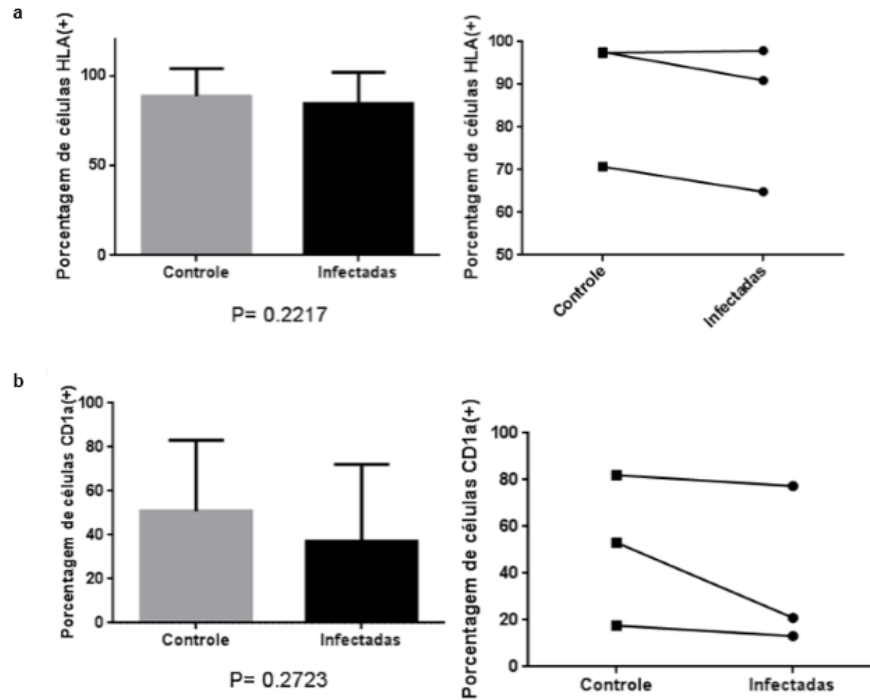 a
Porcentagem de células HLA(+)
100
50
0
Controle
Infectadas
P= 0.2217
Porcentagem de células HLA(+)
100
90
80
70
60
50
Controle
Infectadas
b
Porcentagem de células CD1a(+)
100
80
60
40
20
0
Controle
Infectadas
P= 0.2723
Porcentagem de células CD1a(+)
100
80
60
40
20
0
Controle
Infectadas